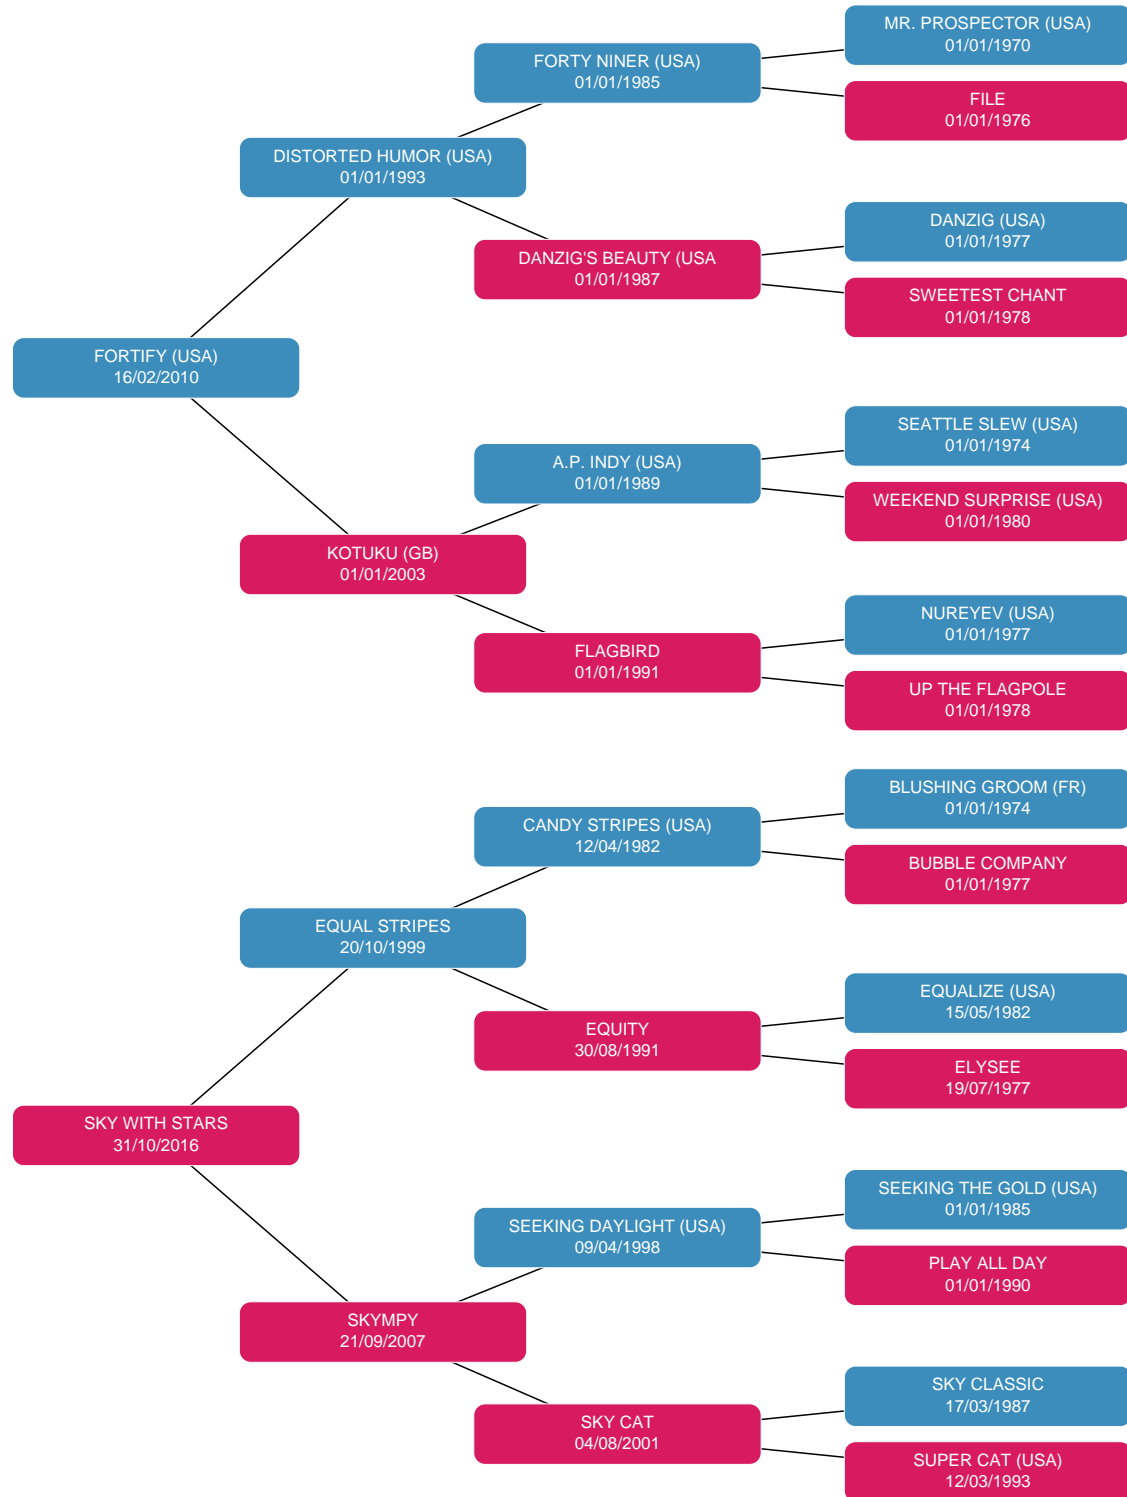 MR. PROSPECTOR (USA)
01/01/1970
FORTY NINER (USA)
01/01/1985
FILE
01/01/1976
DISTORTED HUMOR (USA)
01/01/1993
DANZIG (USA)
01/01/1977
DANZIG'S BEAUTY (USA
01/01/1987
SWEETEST CHANT
01/01/1978
FORTIFY (USA)
16/02/2010
SEATTLE SLEW (USA)
01/01/1974
A.P. INDY (USA)
01/01/1989
WEEKEND SURPRISE (USA)
01/01/1980
KOTUKU (GB)
01/01/2003
NUREYEV (USA)
01/01/1977
FLAGBIRD
01/01/1991
UP THE FLAGPOLE
01/01/1978
BLUSHING GROOM (FR)
01/01/1974
CANDY STRIPES (USA)
12/04/1982
BUBBLE COMPANY
01/01/1977
EQUAL STRIPES
20/10/1999
EQUALIZE (USA)
15/05/1982
EQUITY
30/08/1991
ELYSEE
19/07/1977
SKY WITH STARS
31/10/2016
SEEKING THE GOLD (USA)
01/01/1985
SEEKING DAYLIGHT (USA)
09/04/1998
PLAY ALL DAY
01/01/1990
SKYMPY
21/09/2007
SKY CLASSIC
17/03/1987
SKY CAT
04/08/2001
SUPER CAT (USA)
12/03/1993